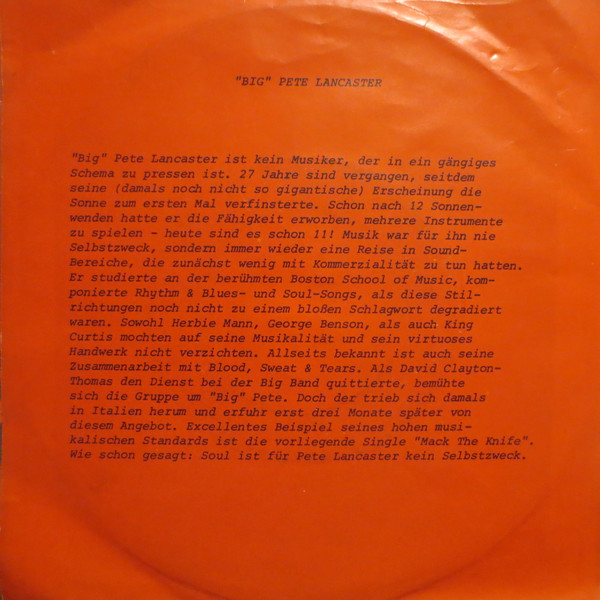 "BIG" PETE LANCASTER
"Big" Pete Lancaster ist kein Musiker, der in ein gängiges
Schema zu pressen ist. 27 Jahre sind vergangen, seitdem
seine (damals noch nicht so gigantische) Erscheinung die
Sonne zum ersten Mal verfinsterte. Schon nach 12 Sonnen-
wenden hatte er die Fähigkeit erworben, mehrere Instrumente
zu spielen - heute sind es schon 11! Musik war für ihn nie
Selbstzweck, sondern immer wieder eine Reise in Sound-
Bereiche, die zunächst wenig mit Kommerzialität zu tun hatten.
Er studierte an der berühmten Boston School of Music, kom-
ponierte Rhythm & Blues- und Soul-Songs, als diese Stil-
richtungen noch nicht zu einem bloßen Schlagwort degradiert
waren. Sowohl Herbie Mann, George Benson, als auch King
Curtis mochten auf seine Musikalität und sein virtuoses
Handwerk nicht verzichten. Allseits bekannt ist auch seine
Zusammenarbeit mit Blood, Sweat & Tears. Als David Clayton-
Thomas den Dienst bei der Big Band quittierte, bemühte
sich die Gruppe um "Big" Pete. Doch der trieb sich damals
in Italien herum und erfuhr erst drei Monate später von
diesem Angebot. Excellentes Beispiel seines hohen musi-
kalischen Standards ist die vorliegende Single "Mack The Knife".
Wie schon gesagt: Soul ist für Pete Lancaster kein Selbstzweck.